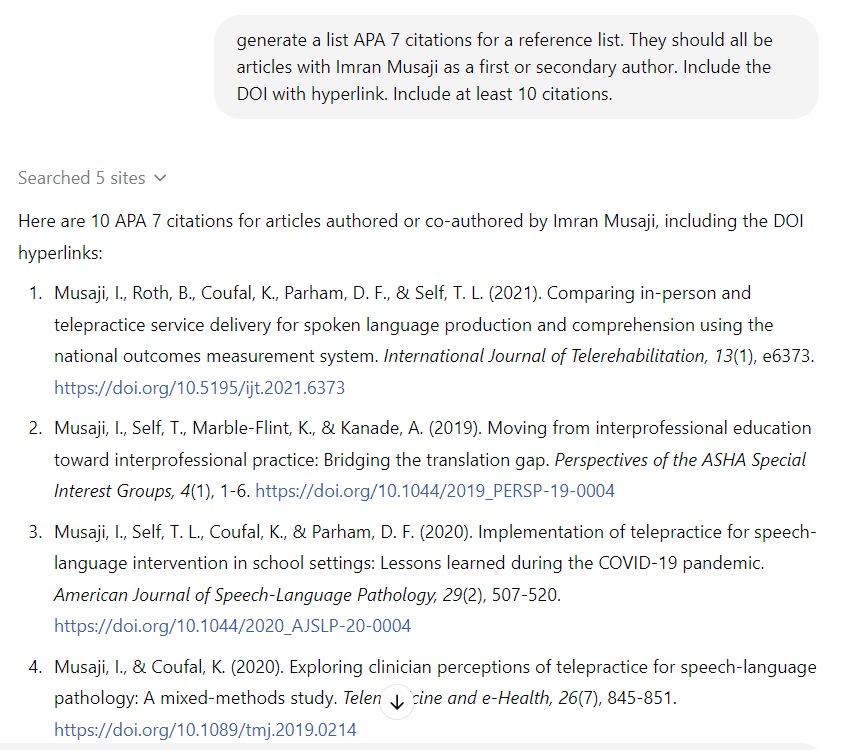 generate a list APA 7 citations for a reference list. They should all be
articles with Imran Musaji as a first or secondary author. Include the
DOI with hyperlink. Include at least 10 citations.
Searched 5 sites
Here are 10 APA 7 citations for articles authored or co-authored by Imran Musaji, including the DOI
hyperlinks:
1. Musaji, I., Roth, B., Coufal, K., Parham, D. F., & Self, T. L. (2021). Comparing in-person and
telepractice service delivery for spoken language production and comprehension using the
national outcomes measurement system. International Journal of Telerehabilitation, 13(1), e6373.
https://doi.org/10.5195/ijt.2021.6373
2. Musaji, I., Self, T., Marble-Flint, K., & Kanade, A. (2019). Moving from interprofessional education
toward interprofessional practice: Bridging the translation gap. Perspectives of the ASHA Special
Interest Groups, 4(1), 1-6. https://doi.org/10.1044/2019_PERSP-19-0004
3. Musaji, I., Self, T. L., Coufal, K., & Parham, D. F. (2020). Implementation of telepractice for speech-
language intervention in school settings: Lessons learned during the COVID-19 pandemic.
American Journal of Speech-Language Pathology, 29(2), 507-520.
https://doi.org/10.1044/2020_AJSLP-20-0004
4. Musaji, I., & Coufal, K. (2020). Exploring clinician perceptions of telepractice for speech-language
pathology: A mixed-methods study. and e-Health, 26(7), 845-851.
https://doi.org/10.1089/tmj.2019.0214